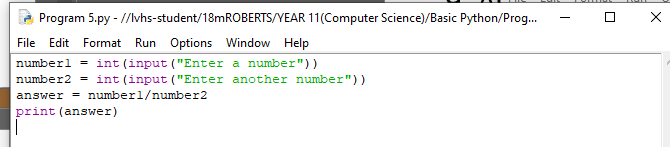 Program 5.py - //lvhs-student/18mROBERTS/YEAR 11(Computer Science)/Basic Python/Prog...
File Edit Format Run Options Window Help
number1 = int(input("Enter a number"))
number2 = int(input("Enter another number"))
answer = number1/number2
print(answer)